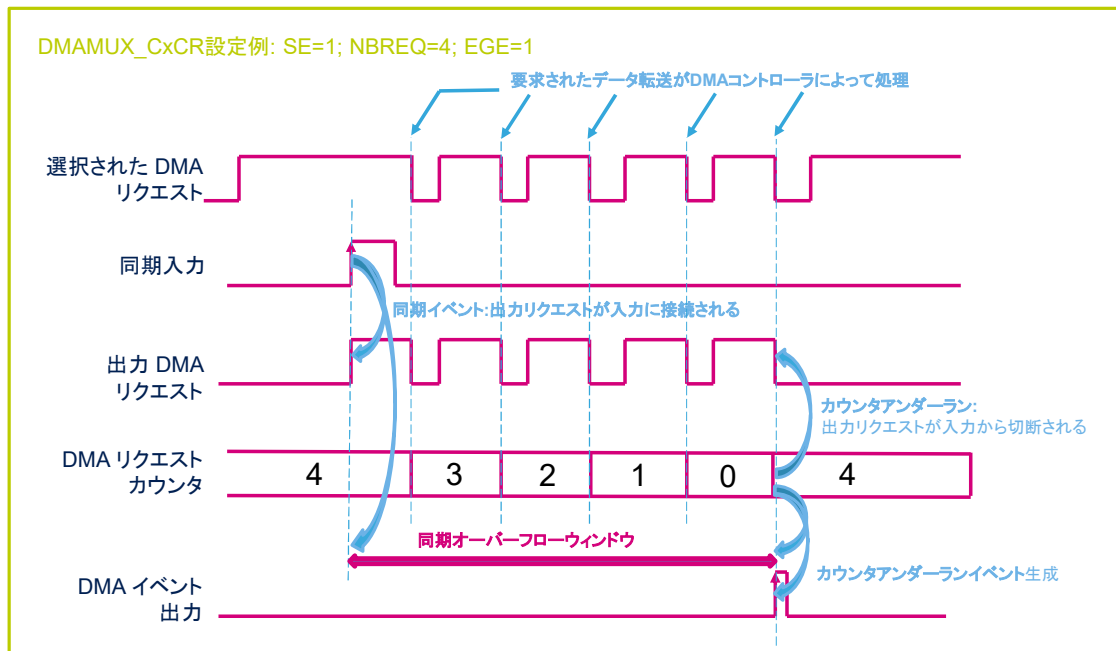 DMAMUX_CxCR設定例: SE=1; NBREQ=4; EGE=1
要求されたデータ転送がDMAコントローラによって処理
選択された DMA
リクエスト
同期入力
同期イベント:出力リクエストが入力に接続される
出力 DMA
リクエスト
カウンタアンダーラン:
出力リクエストが入力から切断される
DMA リクエスト
カウンタ
4 3 2 1 0 4
同期オーバーフローウィンドウ
カウンタアンダーランイベント生成
DMA イベント
出力